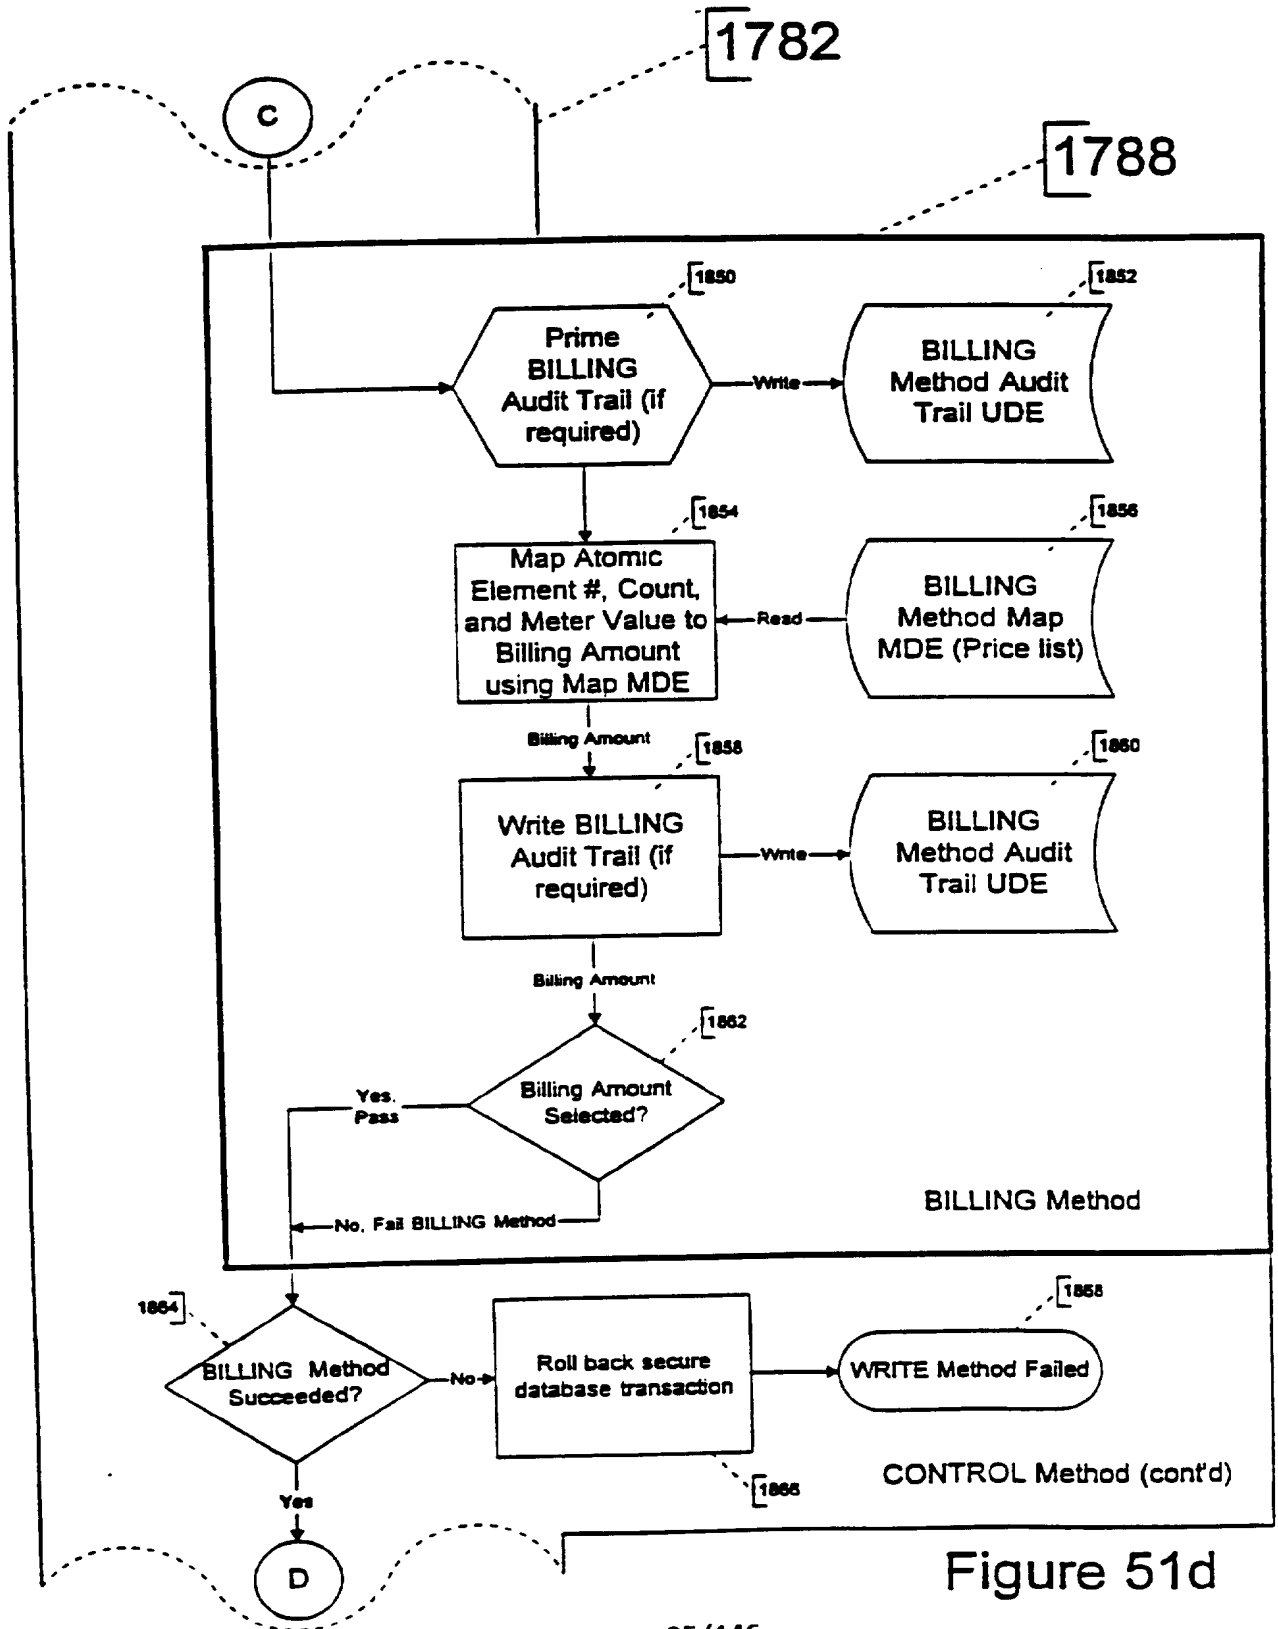 1782
C
1788
1850
1852
Prime
BILLING
Audit Trail (if
required)
Write
BILLING
Method Audit
Trail UDE
1854
1856
Map Atomic
Element #, Count,
and Meter Value to
Billing Amount
using Map MDE
Read
BILLING
Method Map
MDE (Price list)
Billing Amount
1858
1860
Write BILLING
Audit Trail (if
required)
Write
BILLING
Method Audit
Trail UDE
Billing Amount
1862
Billing Amount
Selected?
Yes,
Pass
No, Fail BILLING Method
BILLING Method
1864
1868
BILLING Method
Succeeded?
No
Roll back secure
database transaction
WRITE Method Failed
1866
CONTROL Method (cont'd)
Yes
D
Figure 51d